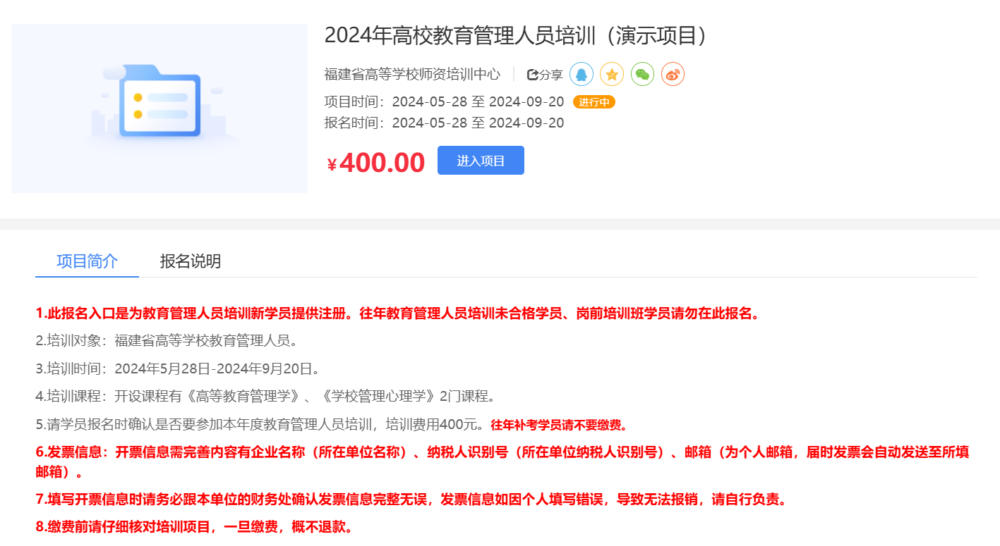 2024年高校教育管理人员培训（演示项目）
福建省高等学校师资培训中心 分享
项目时间：2024-05-28 至 2024-09-20 进行中
报名时间：2024-05-28 至 2024-09-20
¥400.00 进入项目
项目简介 报名说明
1.此报名入口是为教育管理人员培训新学员提供注册。往年教育管理人员培训未合格学员、岗前培训班学员请勿在此报名。
2.培训对象：福建省高等学校教育管理人员。
3.培训时间：2024年5月28日-2024年9月20日。
4.培训课程：开设课程有《高等教育管理学》、《学校管理心理学》2门课程。
5.请学员报名时确认是否要参加本年度教育管理人员培训，培训费用400元。往年补考学员请不要缴费。
6.发票信息：开票信息需完善内容有企业名称（所在单位名称）、纳税人识别号（所在单位纳税人识别号）、邮箱（为个人邮箱，届时发票会自动发送至所填
邮箱）。
7.填写开票信息时请务必跟本单位的财务处确认发票信息完整无误，发票信息如因个人填写错误，导致无法报销，请自行负责。
8.缴费前请仔细核对培训项目，一旦缴费，概不退款。